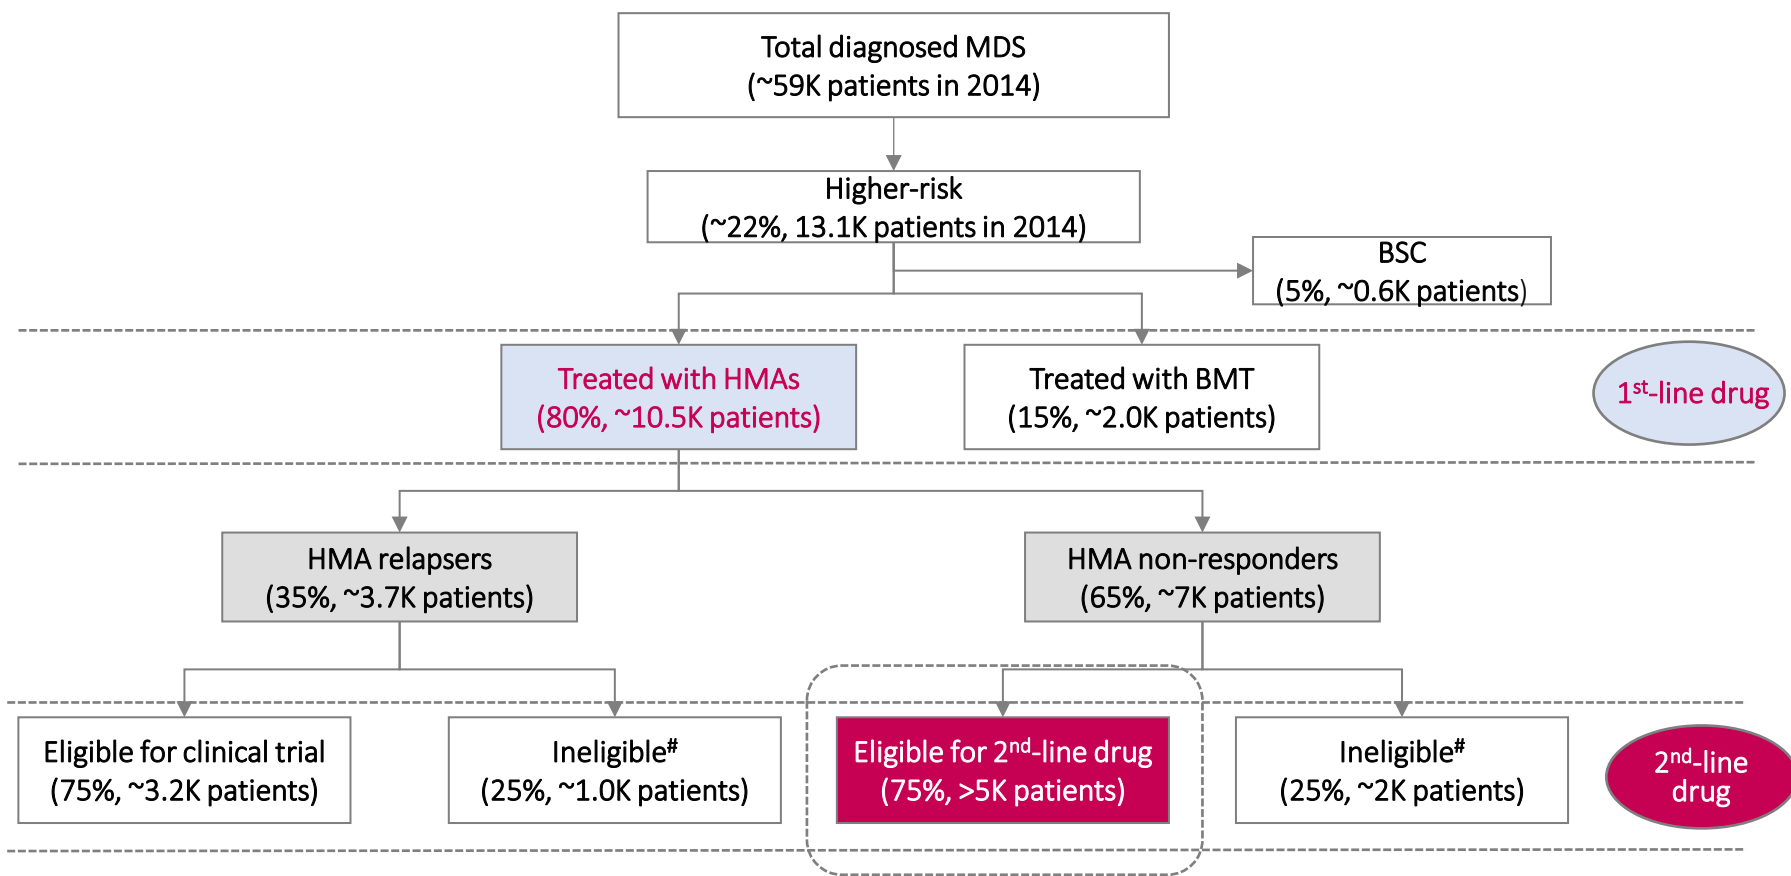 Total diagnosed MDS
(~59K patients in 2014)
Higher-risk
(~22%, 13.1K patients in 2014)
BSC
(5%, ~0.6K patients)
Treated with HMAs
(80%, ~10.5K patients)
Treated with BMT
(15%, ~2.0K patients)
1st-line drug
HMA relapsers
(35%, ~3.7K patients)
HMA non-responders
(65%, ~7K patients)
Eligible for clinical trial
(75%, ~3.2K patients)
Ineligible#
(25%, ~1.0K patients)
Eligible for 2nd-line drug
(75%, >5K patients)
Ineligible#
(25%, ~2K patients)
2nd-line
drug